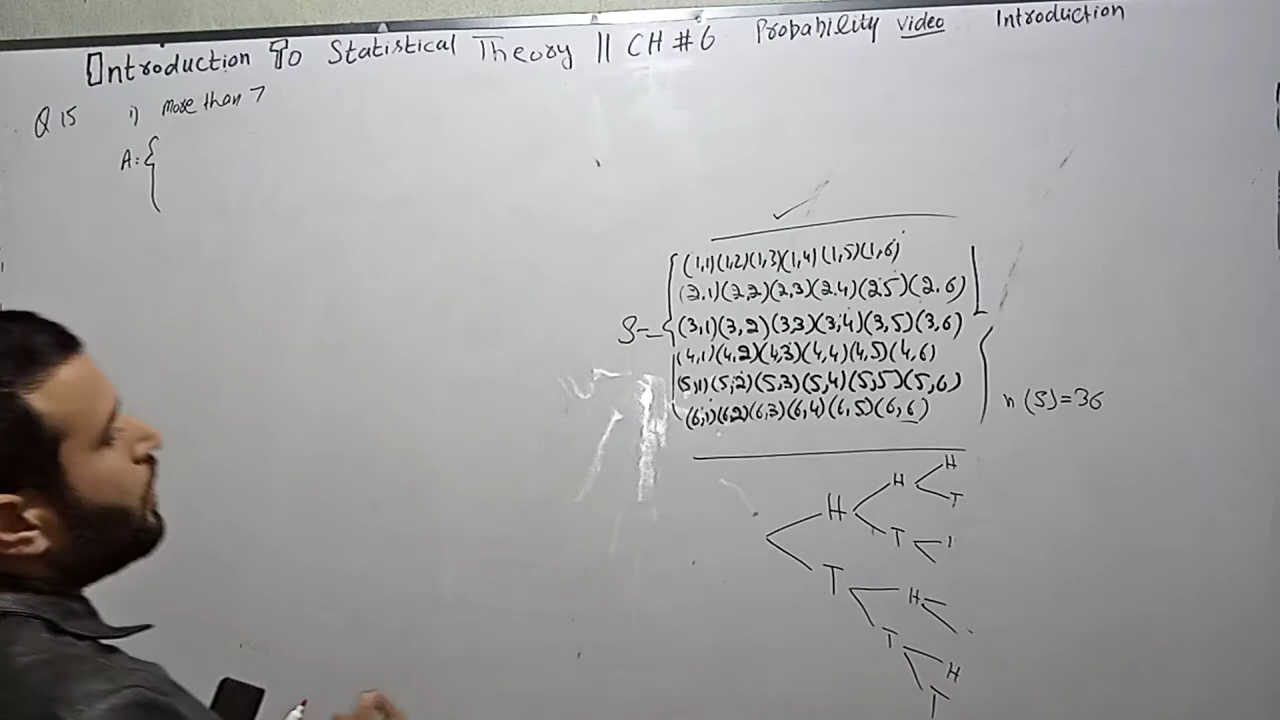 Introduction To Statistical Theory || CH # 6 Probability Video Introduction
Q 15 i) More than 7
A = {
(1,1)(1,2)(1,3)(1,4)(1,5)(1,6)
(2,1)(2,2)(2,3)(2,4)(2,5)(2,6)
S = { (3,1)(3,2)(3,3)(3,4)(3,5)(3,6)
(4,1)(4,2)(4,3)(4,4)(4,5)(4,6)
(5,1)(5,2)(5,3)(5,4)(5,5)(5,6)
(6,1)(6,2)(6,3)(6,4)(6,5)(6,6) } n(S)=36
H
H
T
H
T
T
H
T
H
T